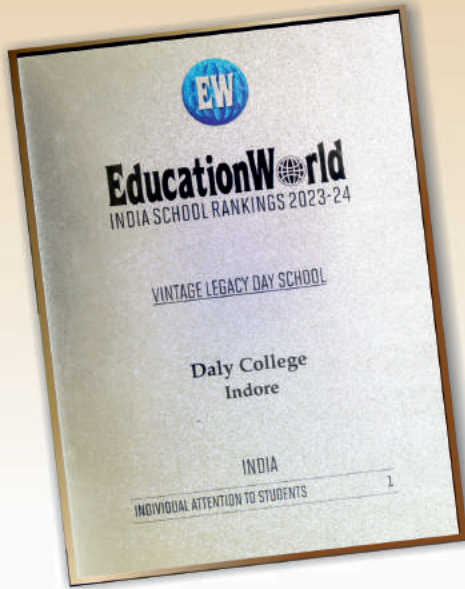 EW
EducationWorld
INDIA SCHOOL RANKINGS 2023-24
VINTAGE LEGACY DAY SCHOOL
Daly College
Indore
INDIA
INDIVIDUAL ATTENTION TO STUDENTS 1